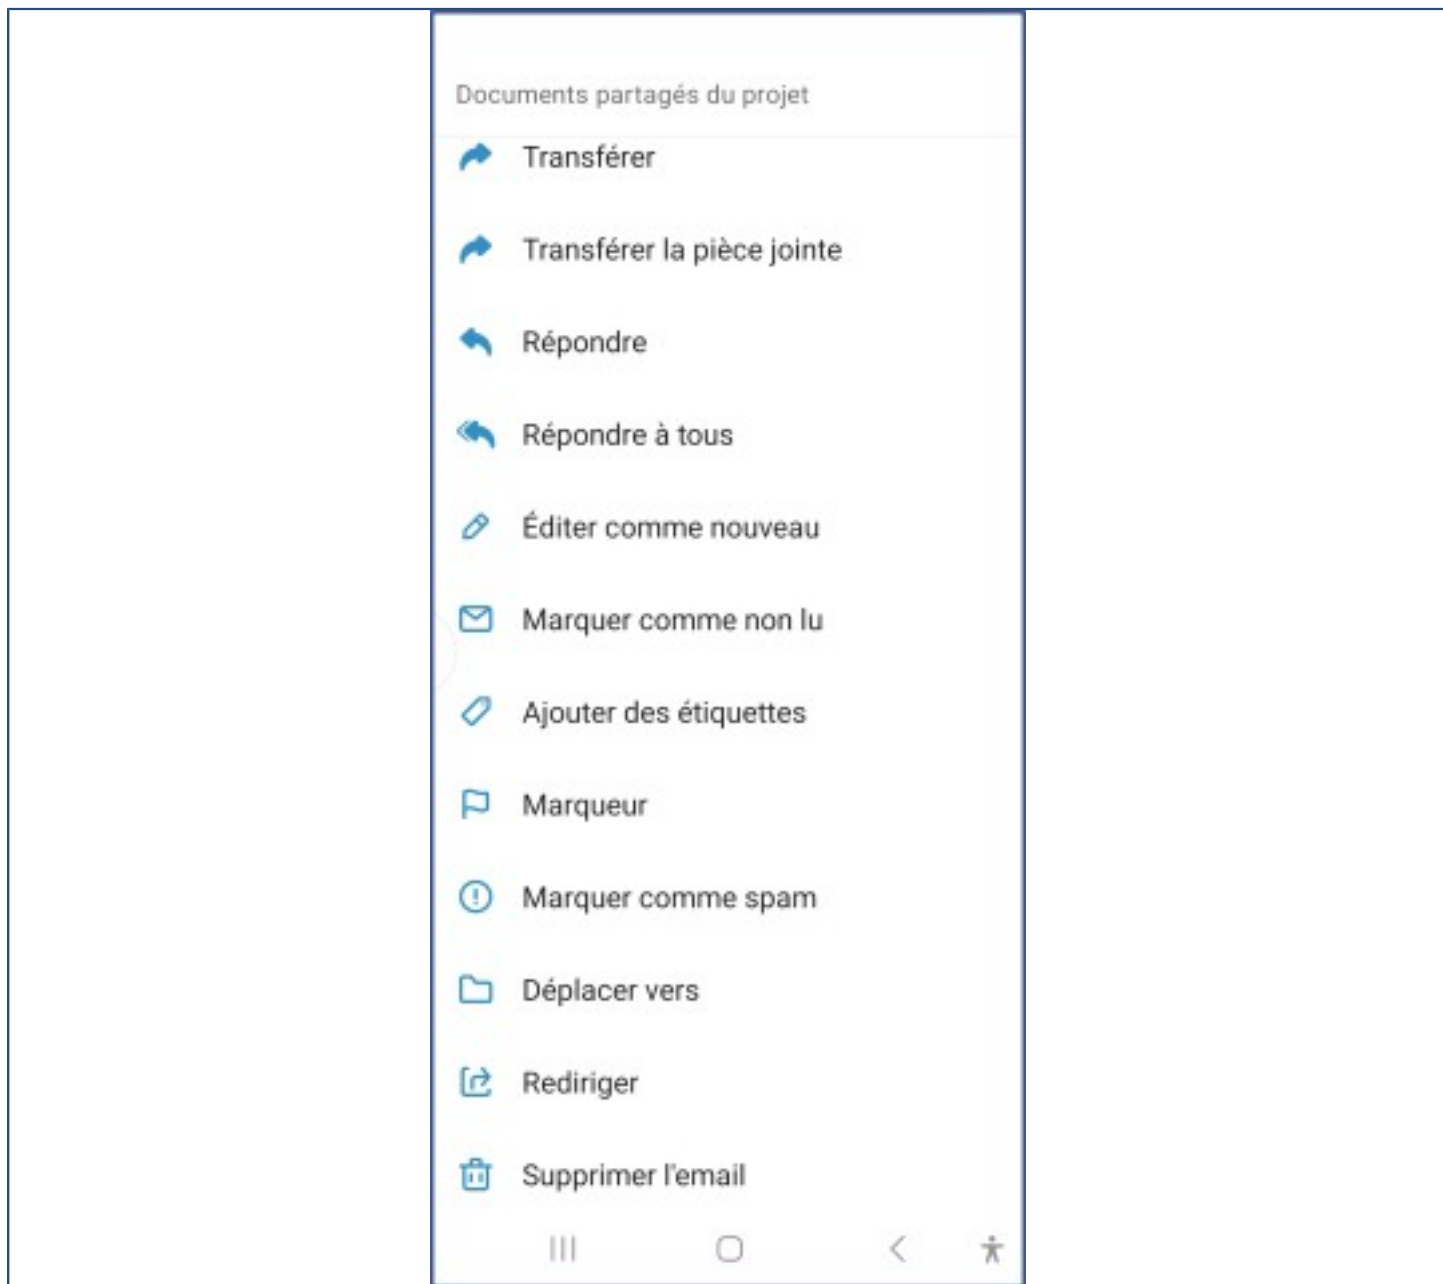 Documents partagés du projet
Transférer
Transférer la pièce jointe
Répondre
Répondre à tous
Éditer comme nouveau
Marquer comme non lu
Ajouter des étiquettes
Marqueur
Marquer comme spam
Déplacer vers
Rediriger
Supprimer l'email